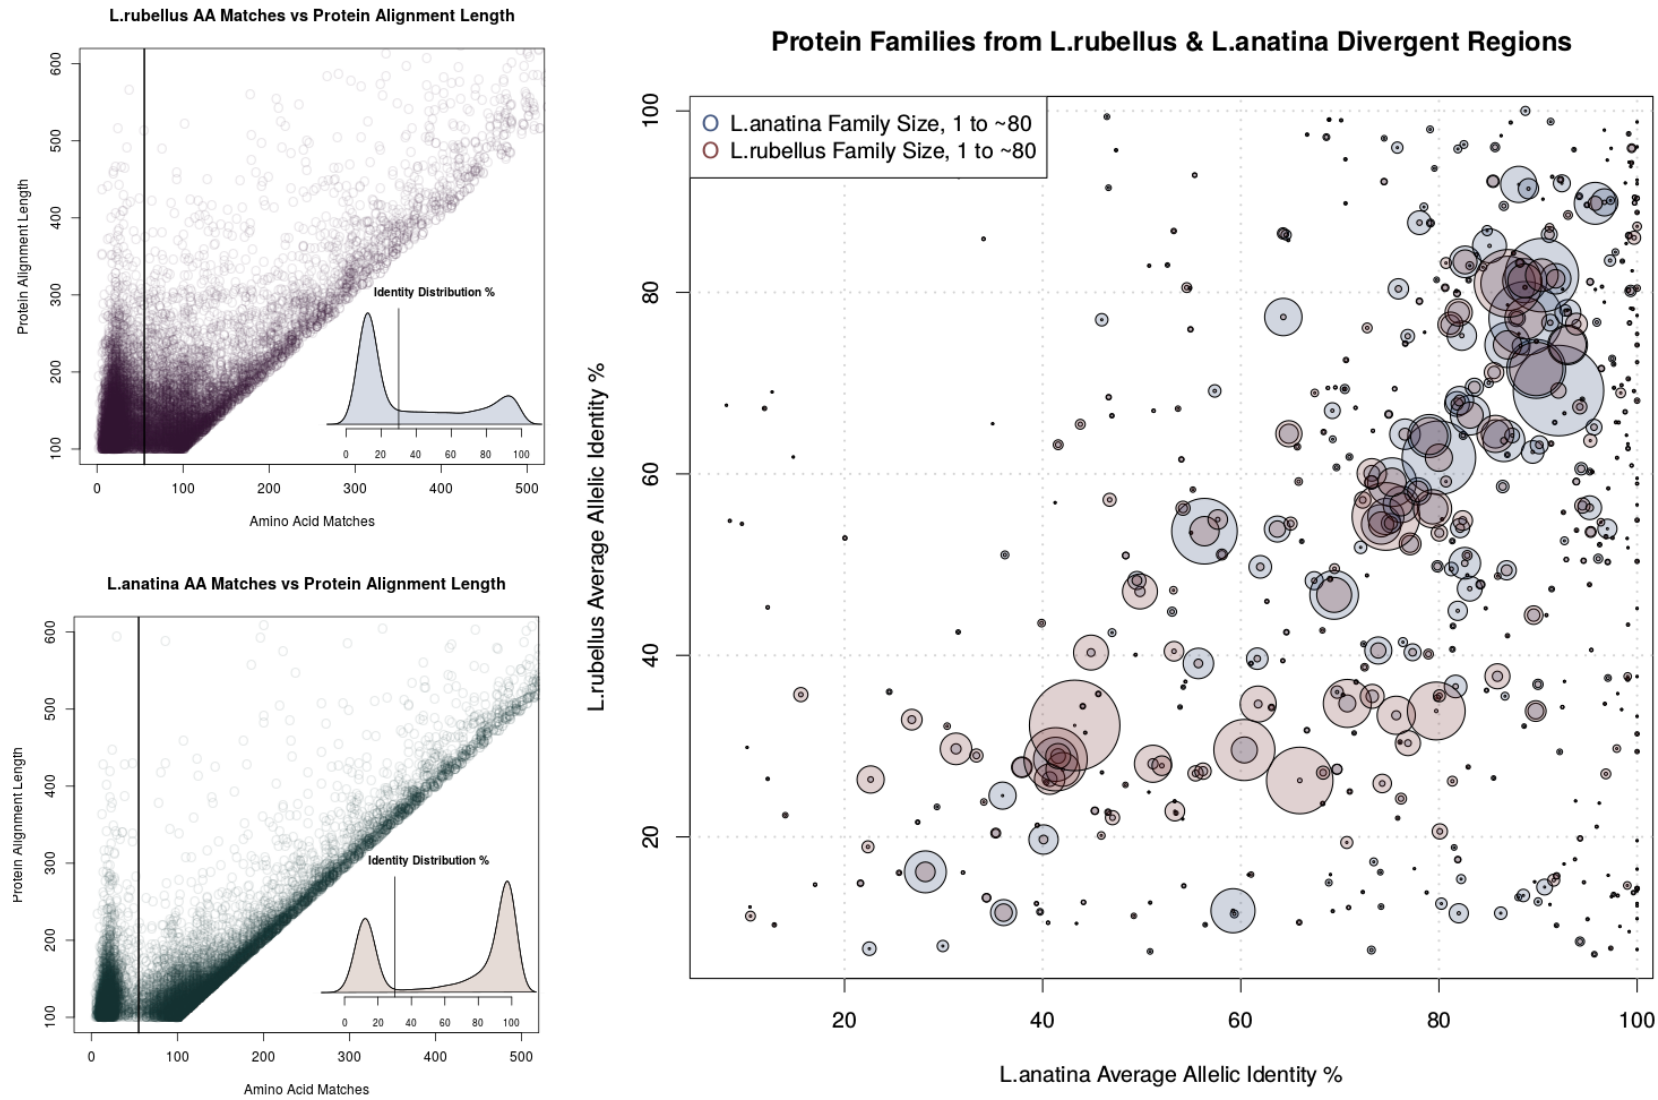 L.rubellus AA Matches vs Protein Alignment Length
600
500
400
300
200
100
Protein Alignment Length
Identity Distribution %
0 20 40 60 80 100
0 100 200 300 400 500
Amino Acid Matches
L.anatina AA Matches vs Protein Alignment Length
600
500
400
300
200
100
Protein Alignment Length
Identity Distribution %
0 20 40 60 80 100
0 100 200 300 400 500
Amino Acid Matches
Protein Families from L.rubellus & L.anatina Divergent Regions
L.anatina Family Size, 1 to ~80
L.rubellus Family Size, 1 to ~80
100
80
60
40
20
L.rubellus Average Allelic Identity %
20 40 60 80 100
L.anatina Average Allelic Identity %